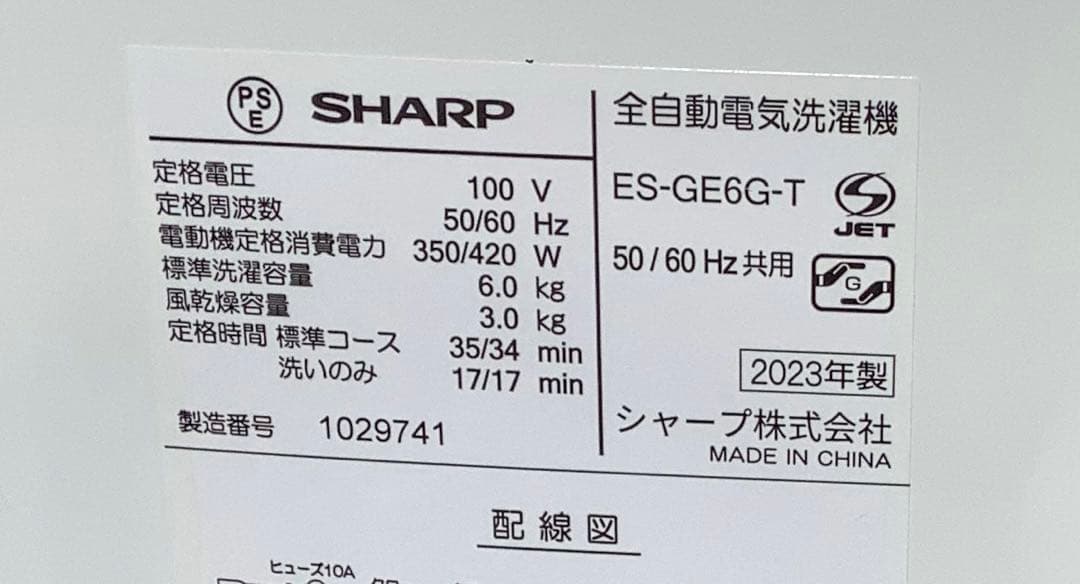 PSE SHARP
定格電圧 100 V
定格周波数 50/60 Hz
電動機定格消費電力 350/420 W
標準洗濯容量 6.0 kg
風乾燥容量 3.0 kg
定格時間 標準コース 35/34 min
洗いのみ 17/17 min
製造番号 1029741
全自動電気洗濯機
ES-GE6G-T
S JET
50/60 Hz共用
G
2023年製
シャープ株式会社
MADE IN CHINA
配線図
ヒューズ10A